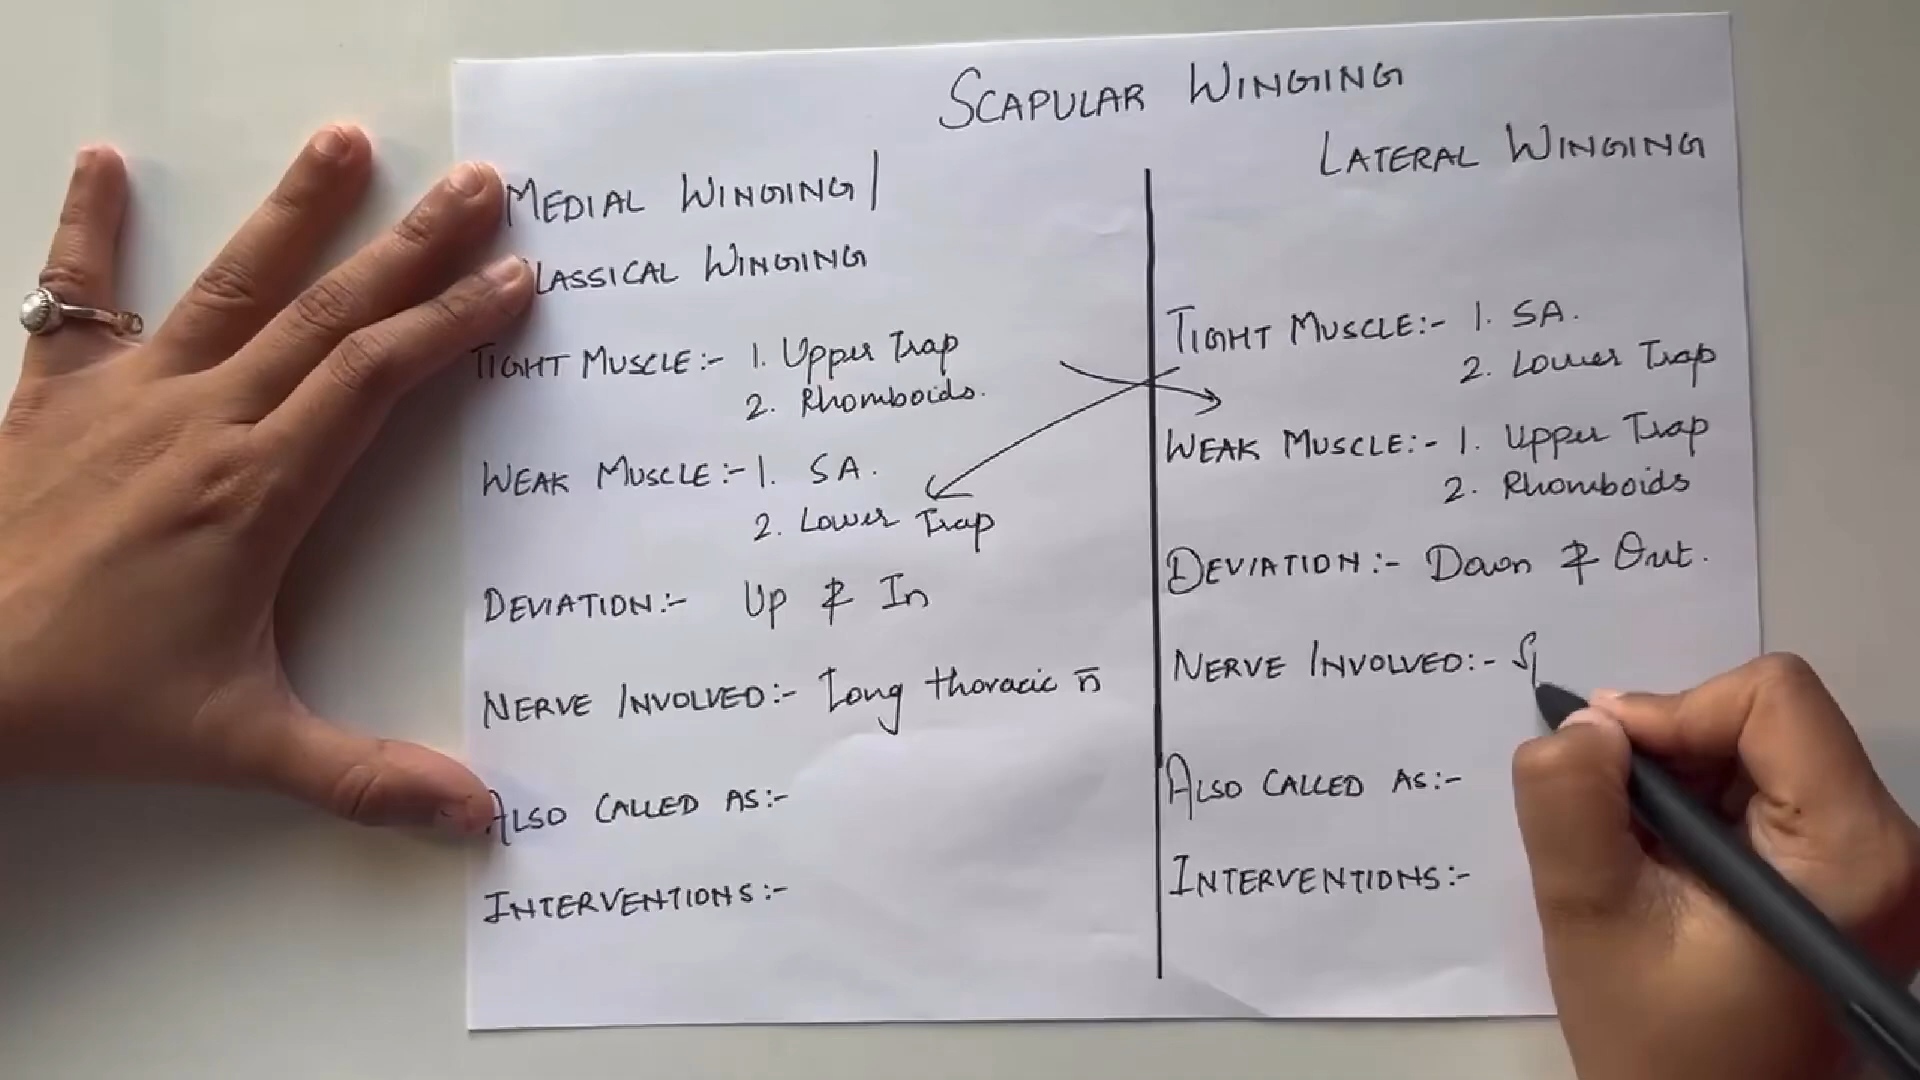 SCAPULAR WINGING
MEDIAL WINGING/
CLASSICAL WINGING
TIGHT MUSCLE:- 1. Upper Trap
2. Rhomboids.
WEAK MUSCLE:- 1. SA.
2. Lower Trap
DEVIATION:- Up & In
NERVE INVOLVED:- Long thoracic n̄
ALSO CALLED AS:-
INTERVENTIONS:-
LATERAL WINGING
TIGHT MUSCLE:- 1. SA.
2. Lower Trap
WEAK MUSCLE:- 1. Upper Trap
2. Rhomboids
DEVIATION:- Down & Out.
NERVE INVOLVED:- S
ALSO CALLED AS:-
INTERVENTIONS:-